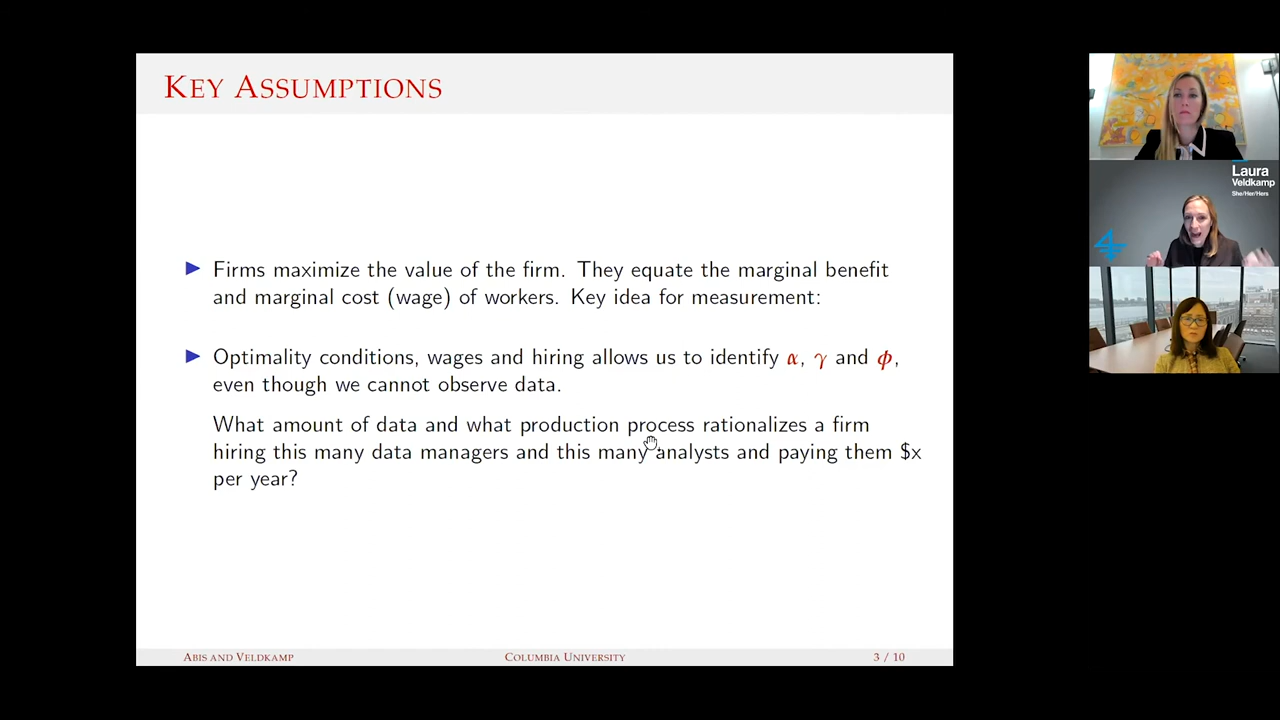 KEY ASSUMPTIONS
▶ Firms maximize the value of the firm. They equate the marginal benefit
and marginal cost (wage) of workers. Key idea for measurement:
▶ Optimality conditions, wages and hiring allows us to identify α, γ and ϕ,
even though we cannot observe data.
What amount of data and what production process rationalizes a firm
hiring this many data managers and this many analysts and paying them $x
per year?
ABIS AND VELDKAMP COLUMBIA UNIVERSITY 3 / 10
Laura
Veldkamp
She/Her/Hers